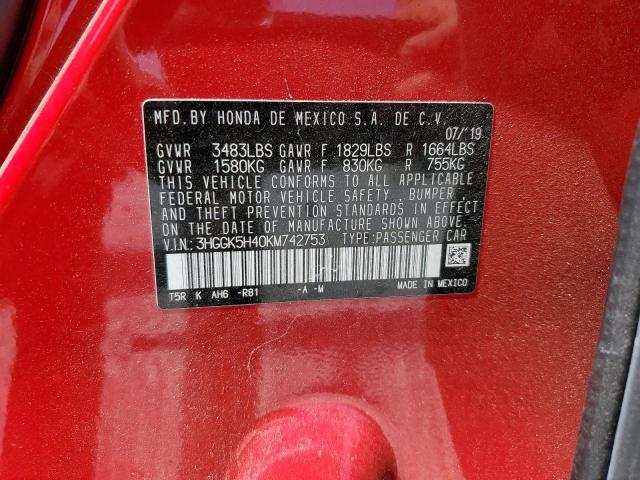 MFD. BY HONDA DE MEXICO S.A. DE C.V.
07/'19
GVWR 3483LBS GAWR F 1829LBS R 1664LBS
GVWR 1580KG GAWR F 830KG R 755KG
THIS VEHICLE CONFORMS TO ALL APPLICABLE
FEDERAL MOTOR VEHICLE SAFETY, BUMPER
AND THEFT PREVENTION STANDARDS IN EFFECT
ON THE DATE OF MANUFACTURE SHOWN ABOVE.
V.I.N.:3HGGK5H40KM742753 TYPE:PASSENGER CAR
T5R K AH6 -R81 -A -M MADE IN MEXICO